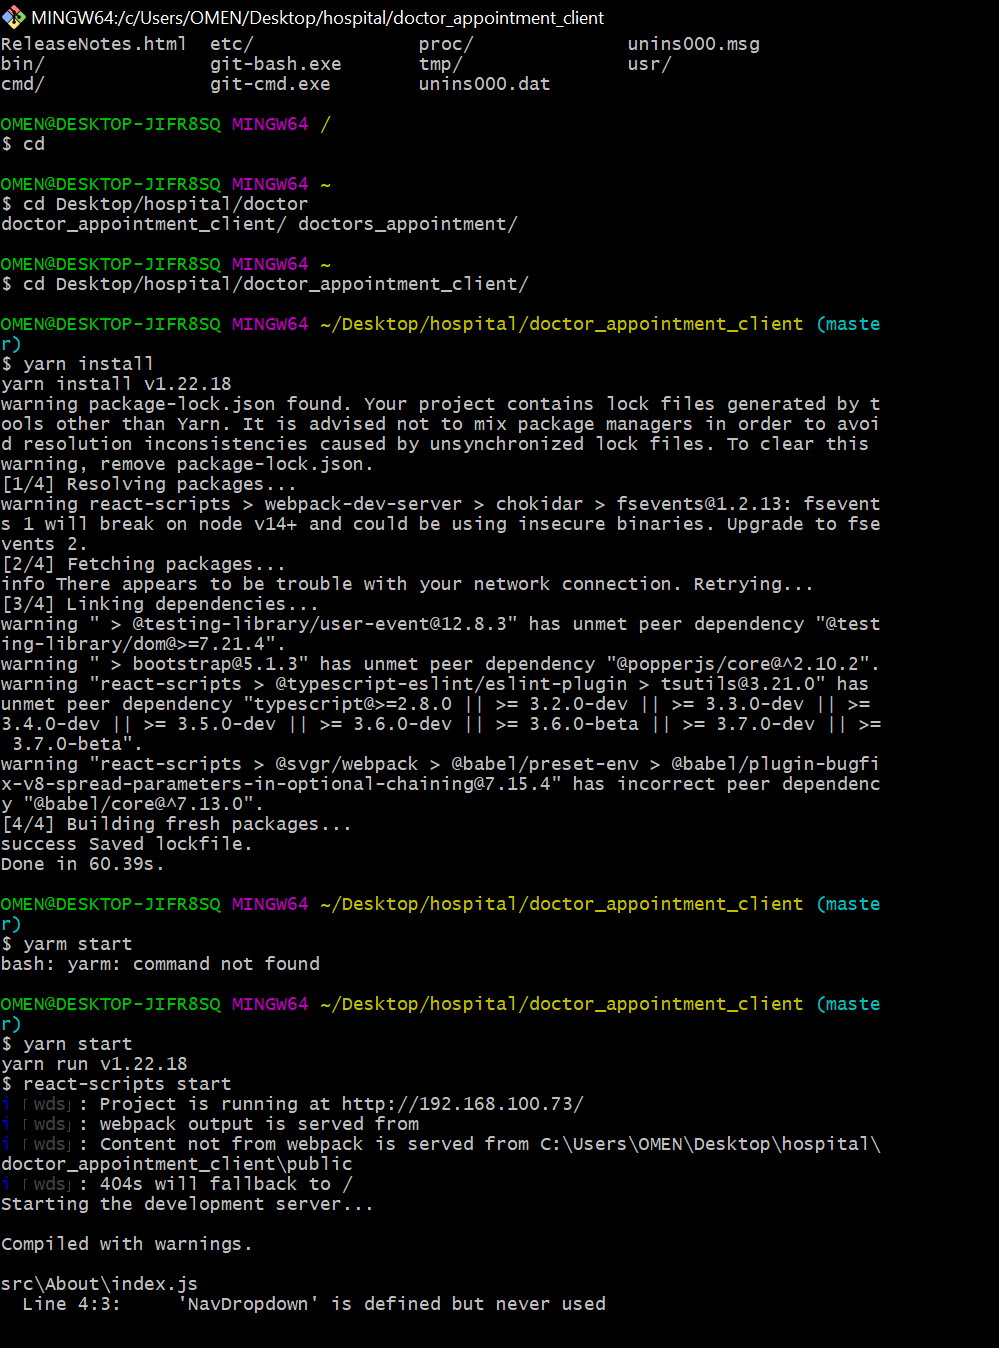 MINGW64:/c/Users/OMEN/Desktop/hospital/doctor_appointment_client
ReleaseNotes.html  etc/               proc/              unins000.msg
bin/               git-bash.exe       tmp/               usr/
cmd/               git-cmd.exe        unins000.dat
OMEN@DESKTOP-JIFR8SQ MINGW64 /
$ cd
OMEN@DESKTOP-JIFR8SQ MINGW64 ~
$ cd Desktop/hospital/doctor
doctor_appointment_client/ doctors_appointment/
OMEN@DESKTOP-JIFR8SQ MINGW64 ~
$ cd Desktop/hospital/doctor_appointment_client/
OMEN@DESKTOP-JIFR8SQ MINGW64 ~/Desktop/hospital/doctor_appointment_client (maste
r)
$ yarn install
yarn install v1.22.18
warning package-lock.json found. Your project contains lock files generated by t
ools other than Yarn. It is advised not to mix package managers in order to avoi
d resolution inconsistencies caused by unsynchronized lock files. To clear this
warning, remove package-lock.json.
[1/4] Resolving packages...
warning react-scripts > webpack-dev-server > chokidar > fsevents@1.2.13: fsevent
s 1 will break on node v14+ and could be using insecure binaries. Upgrade to fse
vents 2.
[2/4] Fetching packages...
info There appears to be trouble with your network connection. Retrying...
[3/4] Linking dependencies...
warning " > @testing-library/user-event@12.8.3" has unmet peer dependency "@test
ing-library/dom@>=7.21.4".
warning " > bootstrap@5.1.3" has unmet peer dependency "@popperjs/core@^2.10.2".
warning "react-scripts > @typescript-eslint/eslint-plugin > tsutils@3.21.0" has
unmet peer dependency "typescript@>=2.8.0 || >= 3.2.0-dev || >= 3.3.0-dev || >=
3.4.0-dev || >= 3.5.0-dev || >= 3.6.0-dev || >= 3.6.0-beta || >= 3.7.0-dev || >=
 3.7.0-beta".
warning "react-scripts > @svgr/webpack > @babel/preset-env > @babel/plugin-bugfi
x-v8-spread-parameters-in-optional-chaining@7.15.4" has incorrect peer dependenc
y "@babel/core@^7.13.0".
[4/4] Building fresh packages...
success Saved lockfile.
Done in 60.39s.
OMEN@DESKTOP-JIFR8SQ MINGW64 ~/Desktop/hospital/doctor_appointment_client (maste
r)
$ yarm start
bash: yarm: command not found
OMEN@DESKTOP-JIFR8SQ MINGW64 ~/Desktop/hospital/doctor_appointment_client (maste
r)
$ yarn start
yarn run v1.22.18
$ react-scripts start
i ｢wds｣: Project is running at http://192.168.100.73/
i ｢wds｣: webpack output is served from
i ｢wds｣: Content not from webpack is served from C:\Users\OMEN\Desktop\hospital\
doctor_appointment_client\public
i ｢wds｣: 404s will fallback to /
Starting the development server...
Compiled with warnings.
src\About\index.js
  Line 4:3:     'NavDropdown' is defined but never used